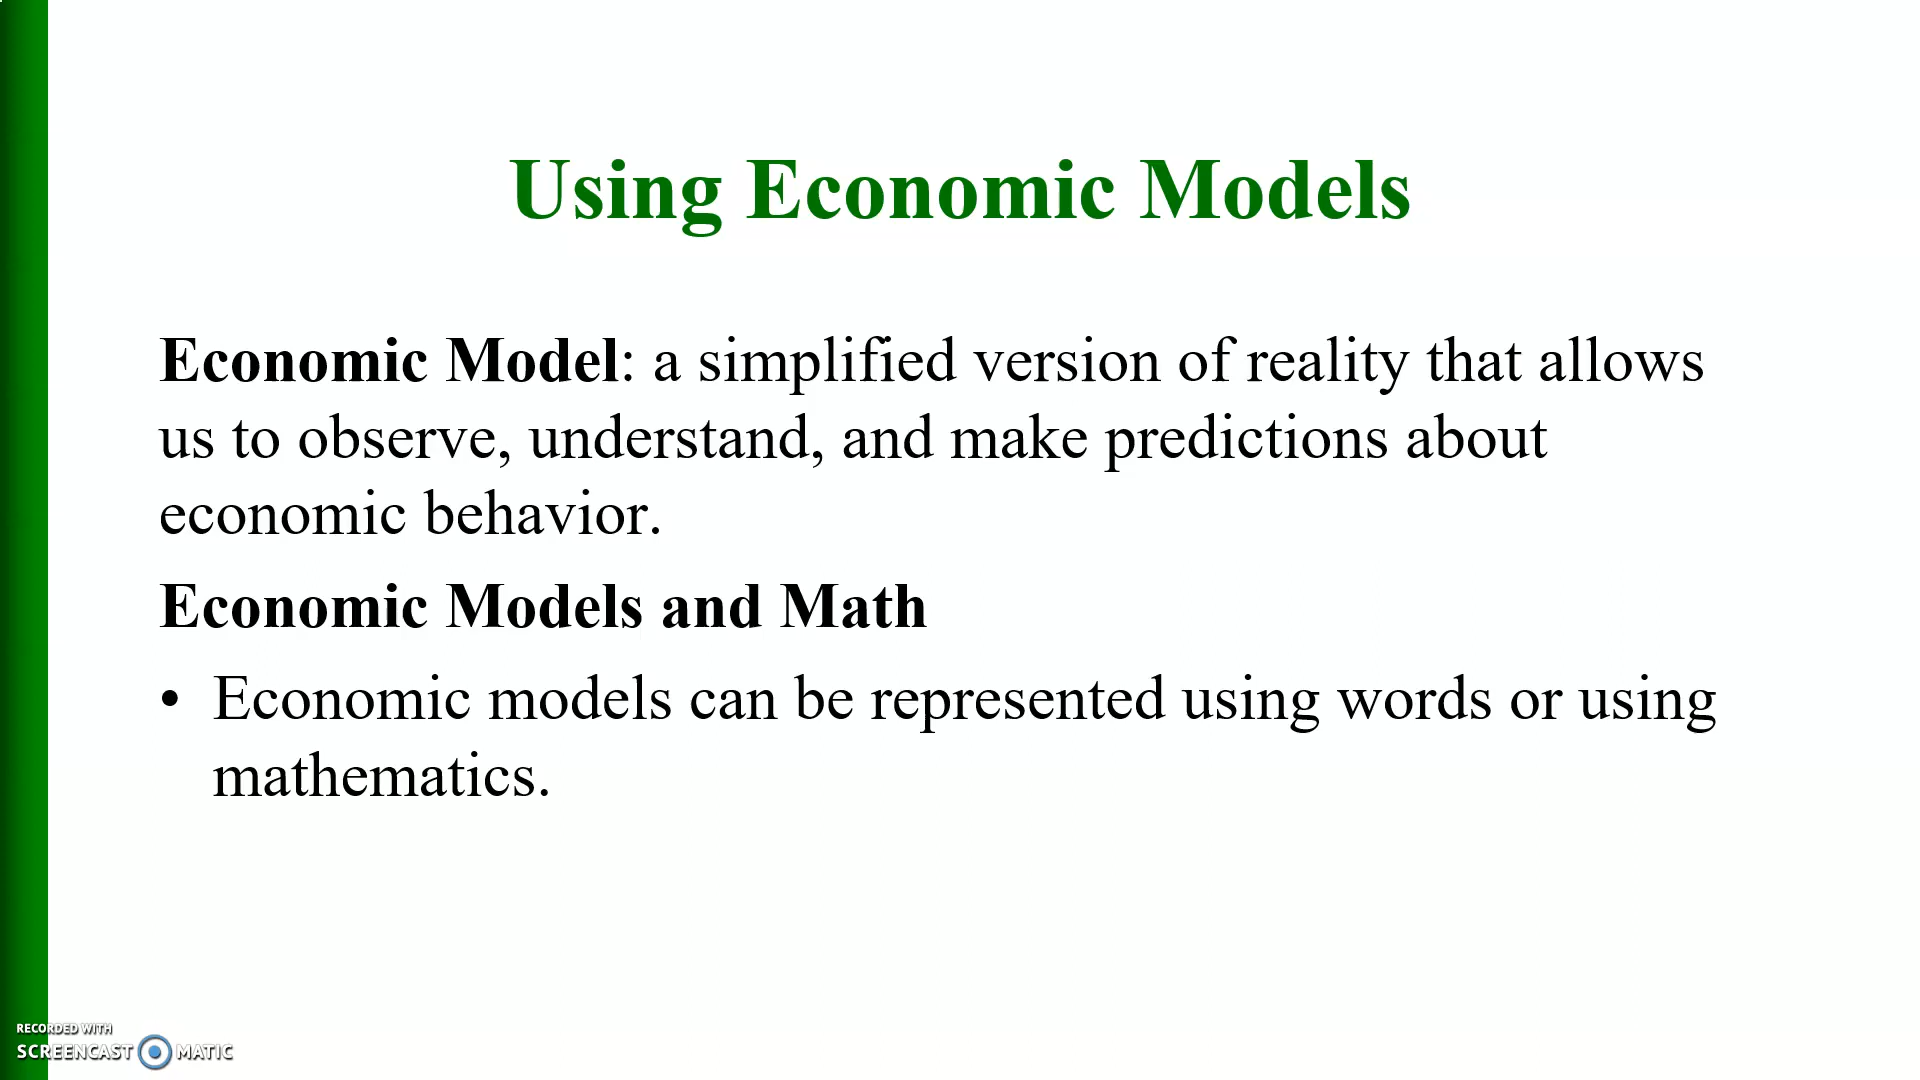 Using Economic Models
Economic Model: a simplified version of reality that allows
us to observe, understand, and make predictions about
economic behavior.
Economic Models and Math
• Economic models can be represented using words or using
mathematics.
RECORDED WITH
SCREENCAST MATIC